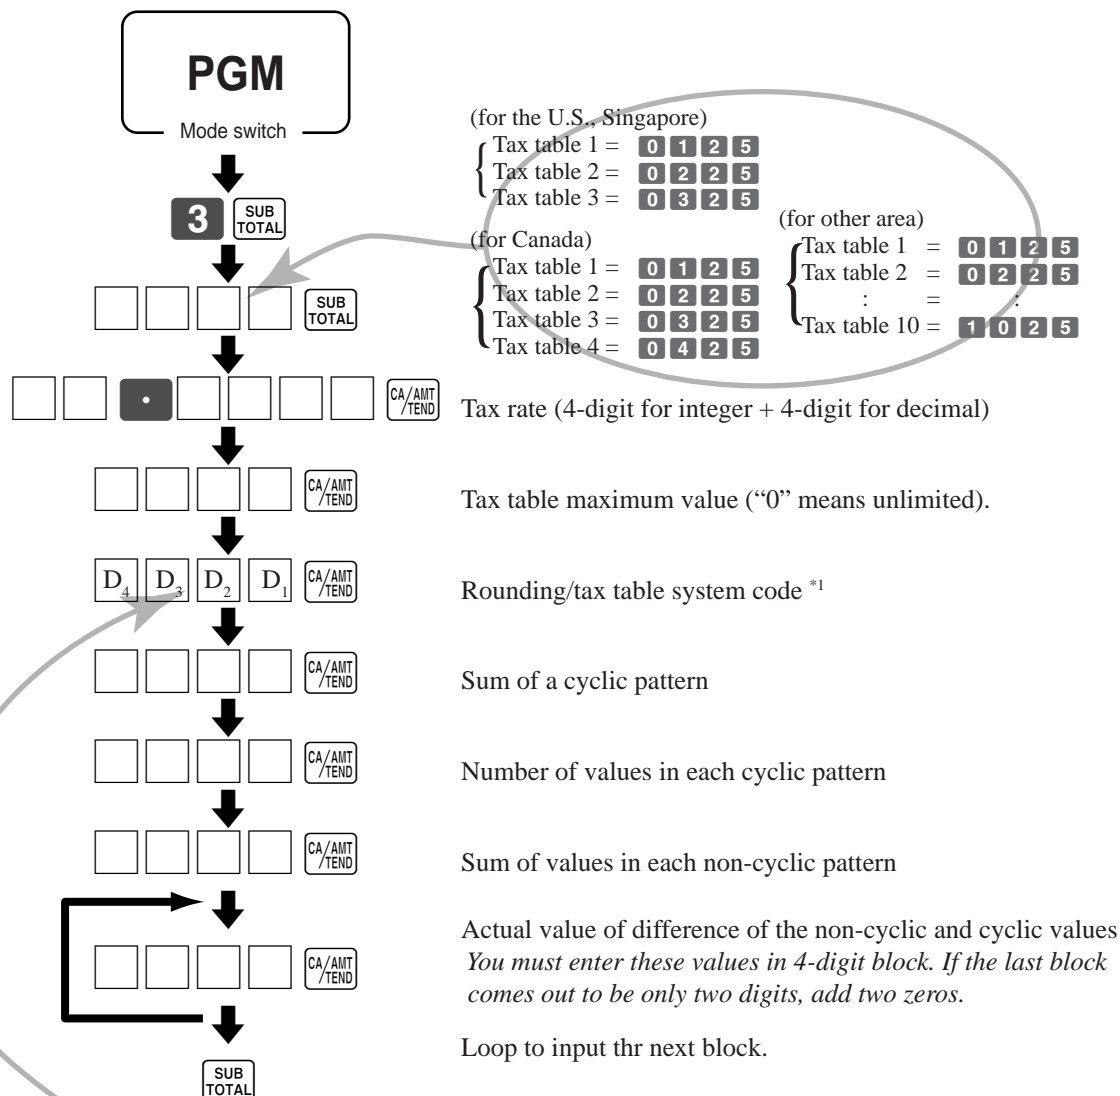 PGM
Mode switch
3 SUB TOTAL
(for the U.S., Singapore)
Tax table 1 = 0 1 2 5
Tax table 2 = 0 2 2 5
Tax table 3 = 0 3 2 5
(for Canada)
Tax table 1 = 0 1 2 5
Tax table 2 = 0 2 2 5
Tax table 3 = 0 3 2 5
Tax table 4 = 0 4 2 5
(for other area)
Tax table 1 = 0 1 2 5
Tax table 2 = 0 2 2 5
: = :
Tax table 10 = 1 0 2 5
SUB TOTAL
• CA/AMT /TEND Tax rate (4-digit for integer + 4-digit for decimal)
CA/AMT /TEND Tax table maximum value (“0” means unlimited).
D4 D3 D2 D1 CA/AMT /TEND Rounding/tax table system code *1
CA/AMT /TEND Sum of a cyclic pattern
CA/AMT /TEND Number of values in each cyclic pattern
CA/AMT /TEND Sum of values in each non-cyclic pattern
Actual value of difference of the non-cyclic and cyclic values
CA/AMT /TEND You must enter these values in 4-digit block. If the last block
comes out to be only two digits, add two zeros.
Loop to input thr next block.
SUB TOTAL